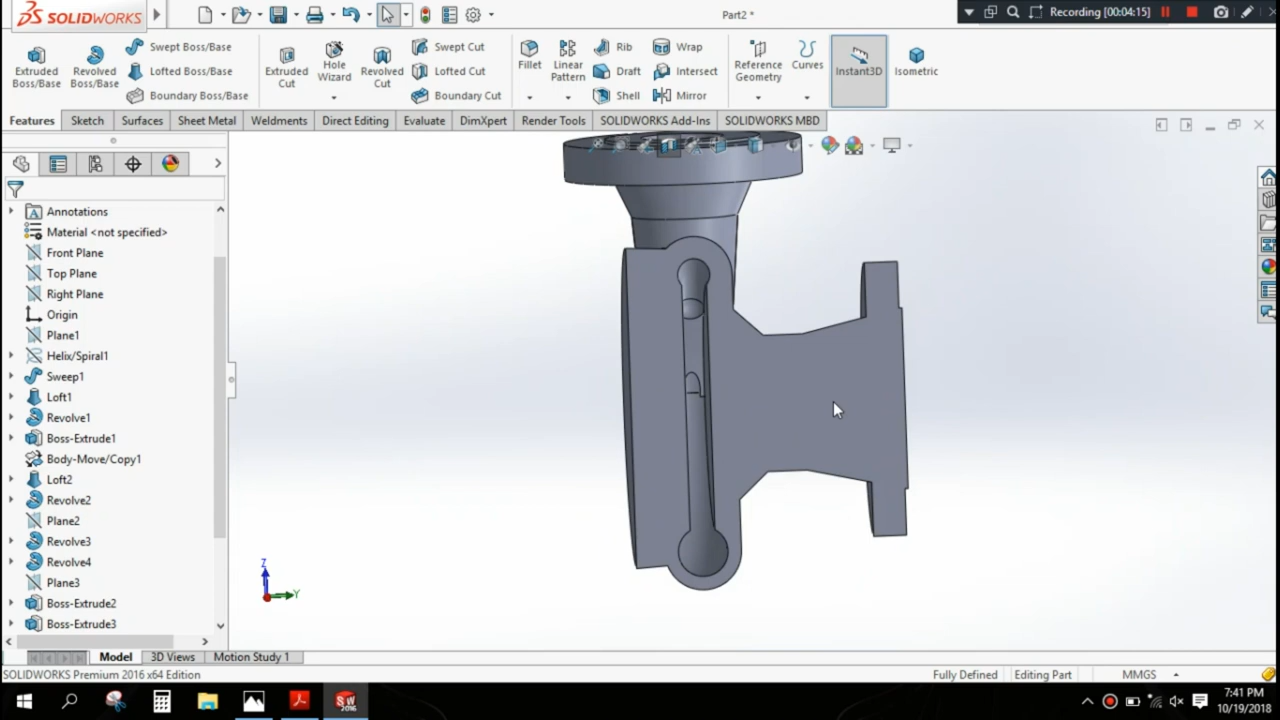 SOLIDWORKS
Part2 *
Recording [00:04:15]
Extruded Boss/Base
Revolved Boss/Base
Swept Boss/Base
Lofted Boss/Base
Boundary Boss/Base
Extruded Cut
Hole Wizard
Revolved Cut
Swept Cut
Lofted Cut
Boundary Cut
Fillet
Linear Pattern
Rib
Draft
Shell
Wrap
Intersect
Mirror
Reference Geometry
Curves
Instant3D
Isometric
Features
Sketch
Surfaces
Sheet Metal
Weldments
Direct Editing
Evaluate
DimXpert
Render Tools
SOLIDWORKS Add-Ins
SOLIDWORKS MBD
Annotations
Material <not specified>
Front Plane
Top Plane
Right Plane
Origin
Plane1
Helix/Spiral1
Sweep1
Loft1
Revolve1
Boss-Extrude1
Body-Move/Copy1
Loft2
Revolve2
Plane2
Revolve3
Revolve4
Plane3
Boss-Extrude2
Boss-Extrude3
Z
Y
Model
3D Views
Motion Study 1
SOLIDWORKS Premium 2016 x64 Edition
Fully Defined
Editing Part
MMGS
SW
2016
7:41 PM
10/19/2018